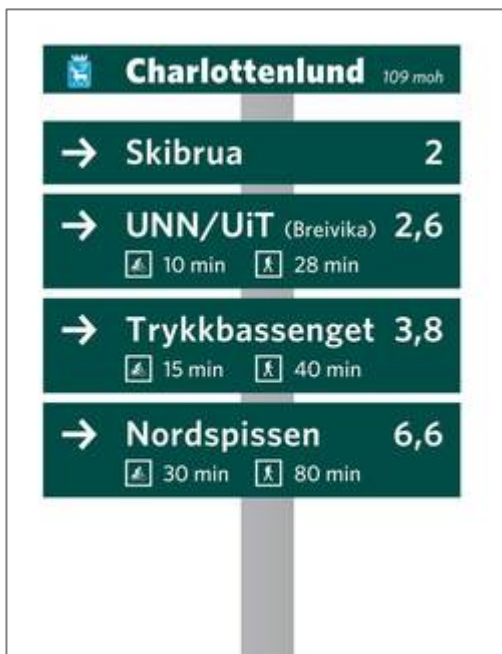 Charlottenlund 109 moh
→ Skibrua 2
→ UNN/UiT (Breivika) 2,6
10 min 28 min
→ Trykkbassenget 3,8
15 min 40 min
→ Nordspissen 6,6
30 min 80 min